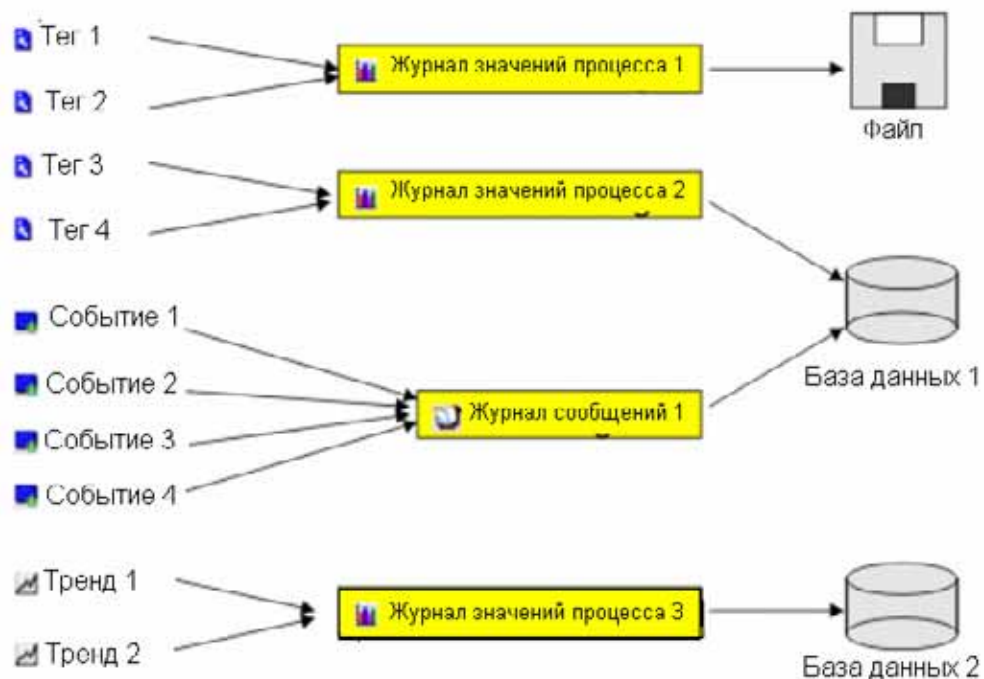 Тег 1
Журнал значений процесса 1
Тег 2
Файл
Тег 3
Журнал значений процесса 2
Тег 4
Событие 1
База данных 1
Событие 2
Журнал сообщений 1
Событие 3
Событие 4
Тренд 1
Журнал значений процесса 3
Тренд 2
База данных 2